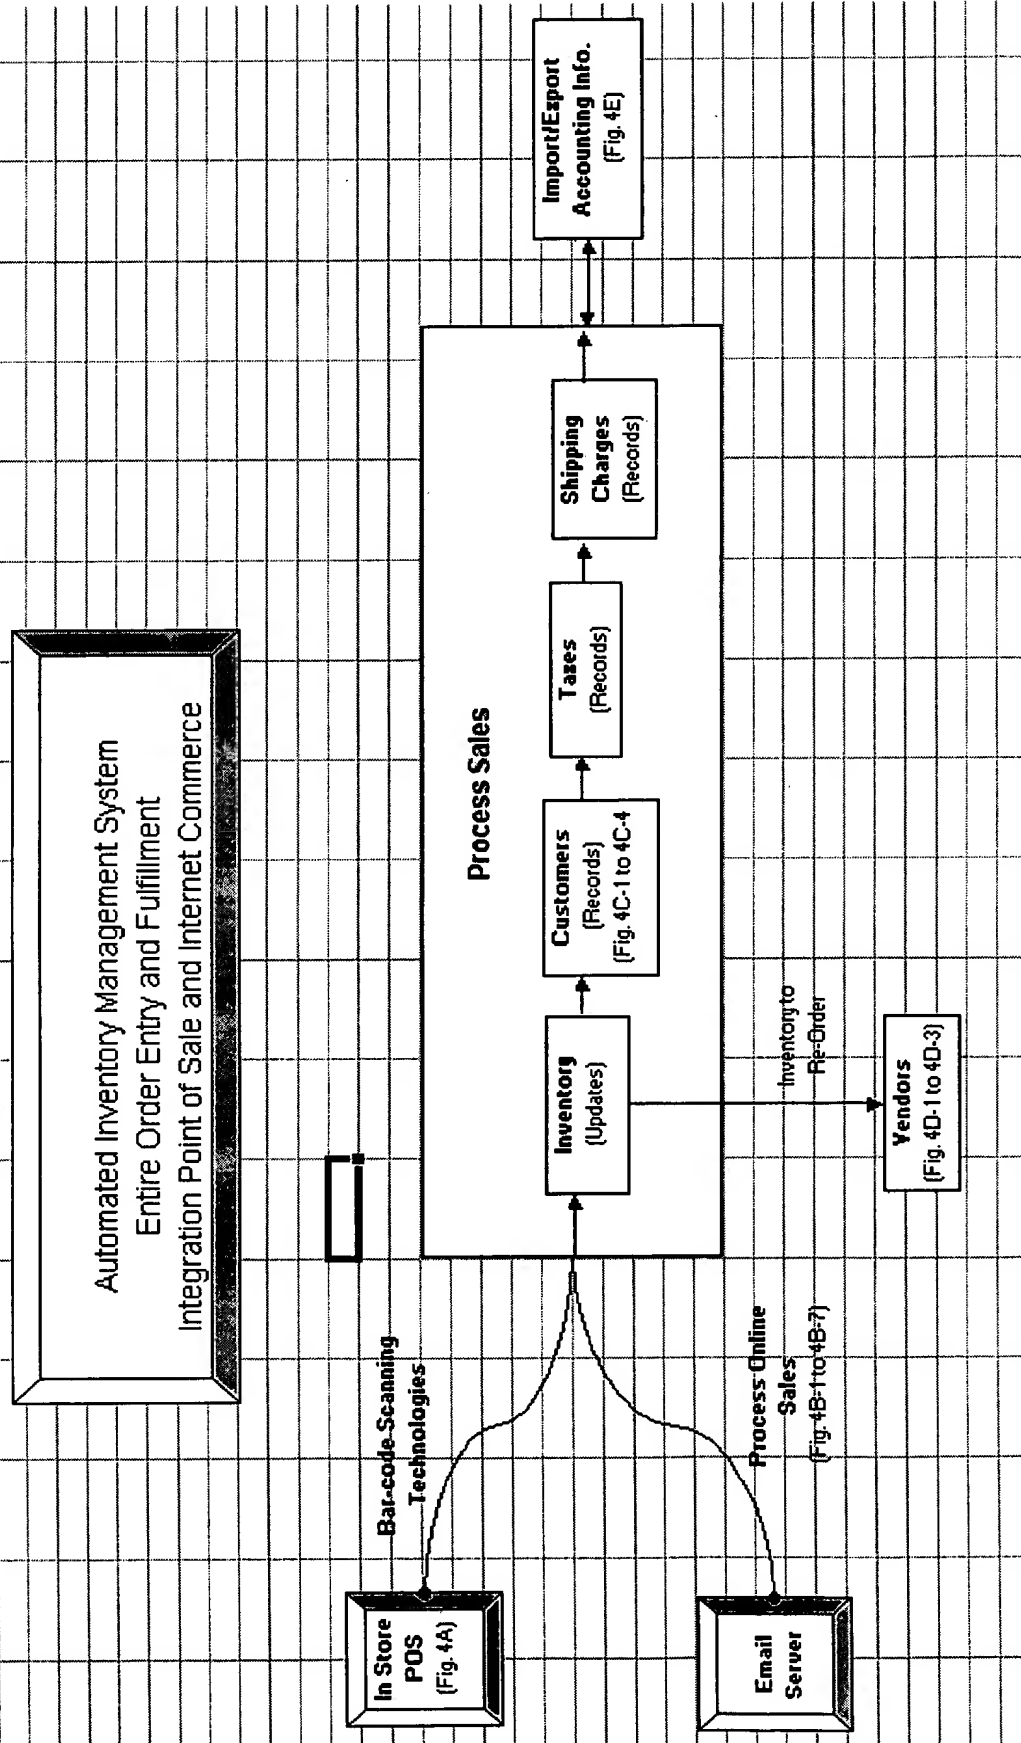 Automated Inventory Management System
Entire Order Entry and Fulfillment
Integration Point of Sale and Internet Commerce
In Store
POS
(Fig. 4A)
Bar-code Scanning
Technologies
Email
Server
Process Online
Sales
(Fig. 4B-1 to 4B-7)
Process Sales
Inventory
(Updates)
Customers
(Records)
(Fig. 4C-1 to 4C-4
Taxes
(Records)
Shipping
Charges
(Records)
Import/Export
Accounting Info.
(Fig. 4E)
Inventory to
Re-Order
Vendors
(Fig. 4D-1 to 4D-3)